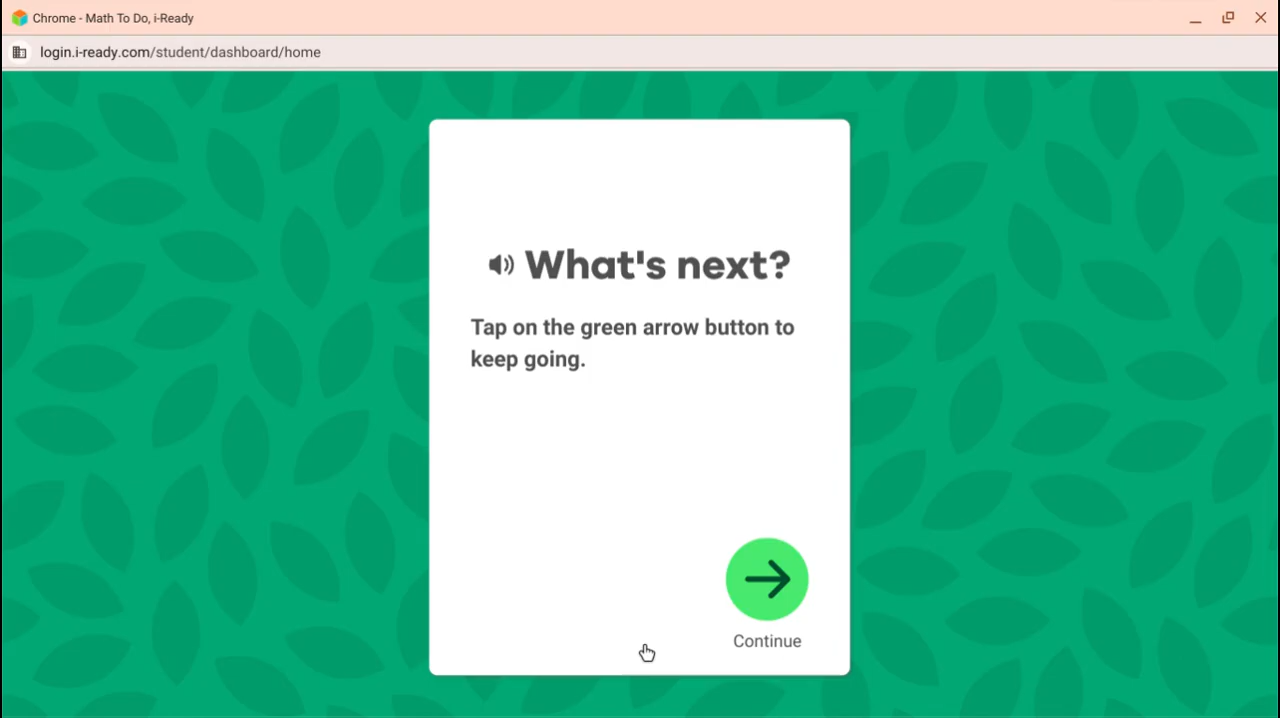 Chrome - Math To Do, i-Ready
login.i-ready.com/student/dashboard/home
What's next?
Tap on the green arrow button to
keep going.
Continue